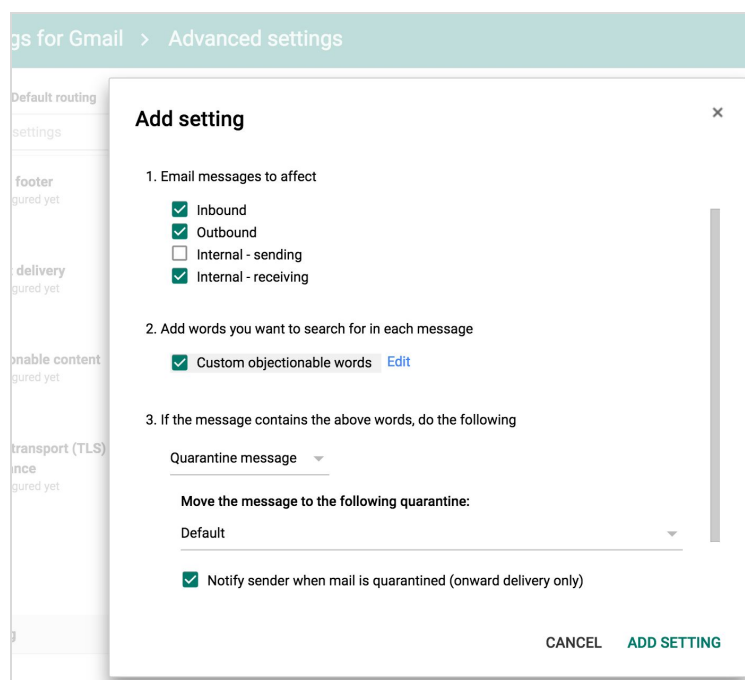 gs for Gmail > Advanced settings
Default routing
settings
footer
gured yet
delivery
gured yet
onable content
gured yet
transport (TLS)
ance
gured yet
g
Add setting
×
1. Email messages to affect
Inbound
Outbound
Internal - sending
Internal - receiving
2. Add words you want to search for in each message
Custom objectionable words Edit
3. If the message contains the above words, do the following
Quarantine message
Move the message to the following quarantine:
Default
Notify sender when mail is quarantined (onward delivery only)
CANCEL ADD SETTING